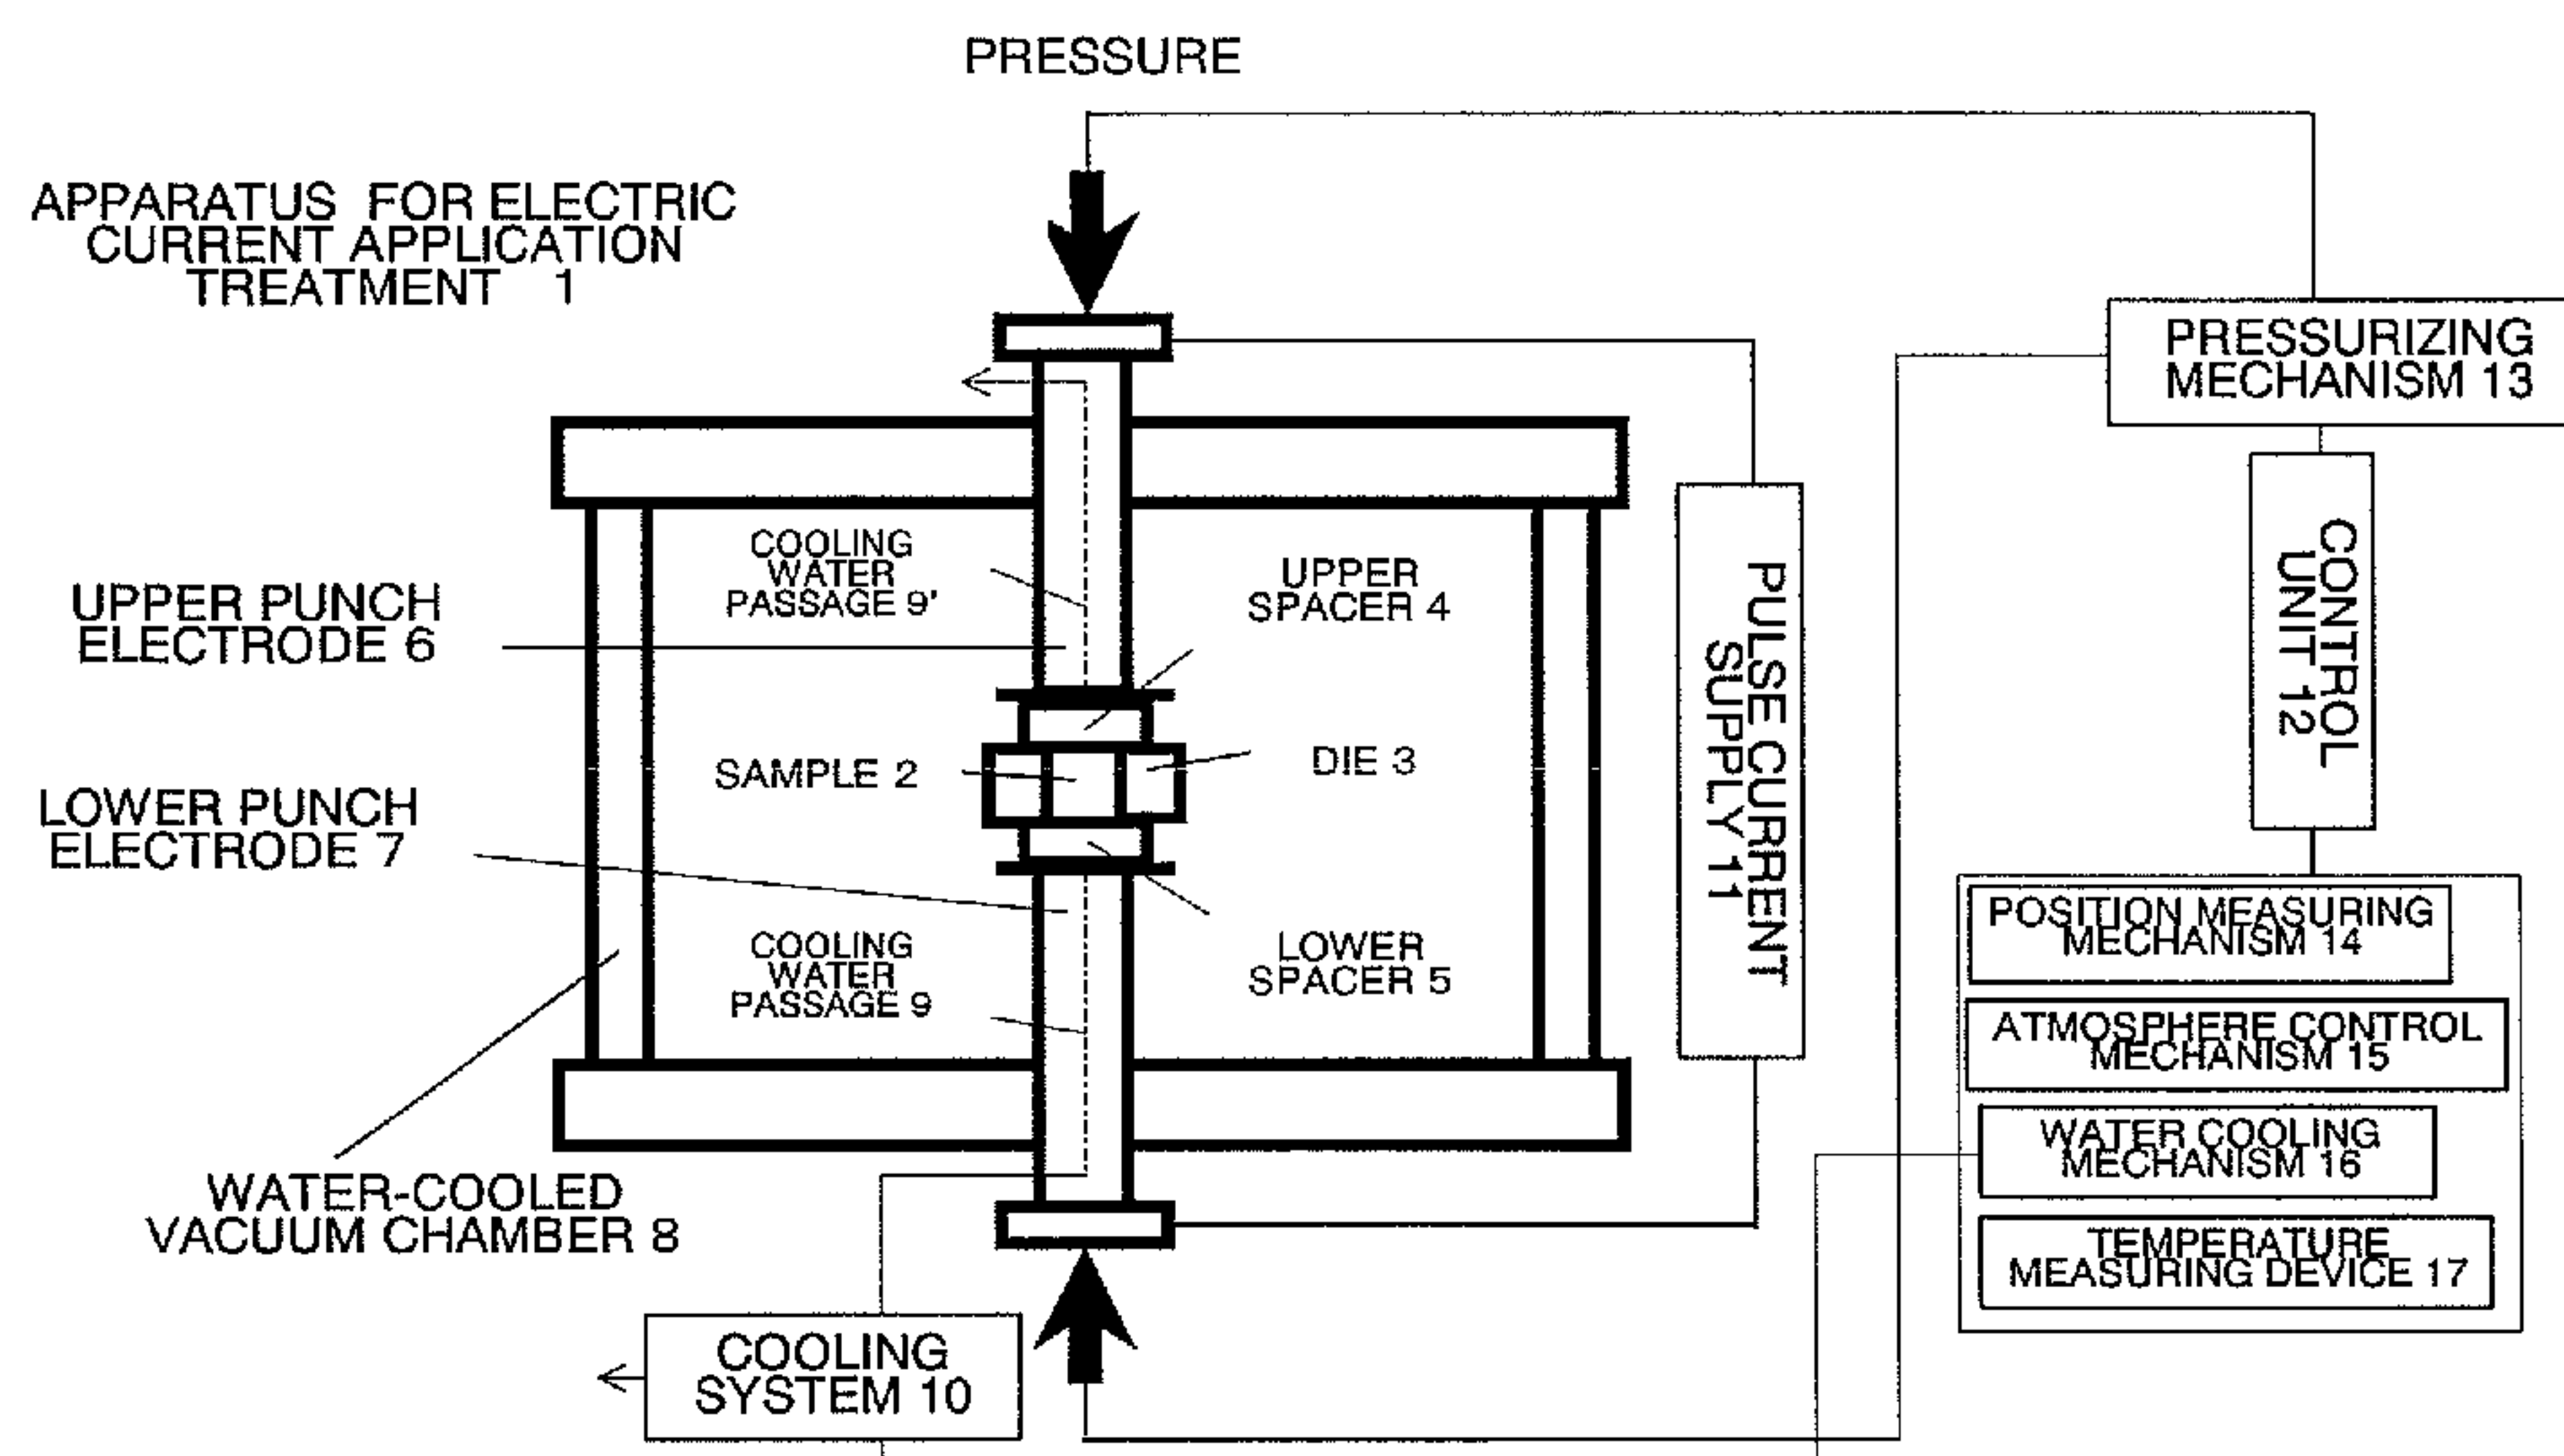 PRESSURE
APPARATUS FOR ELECTRIC
CURRENT APPLICATION
TREATMENT 1
PRESSURIZING
MECHANISM 13
COOLING
WATER
PASSAGE 9'
UPPER
SPACER 4
UPPER PUNCH
ELECTRODE 6
PULSE CURRENT
SUPPLY 11
CONTROL
UNIT 12
SAMPLE 2
DIE 3
LOWER PUNCH
ELECTRODE 7
COOLING
WATER
PASSAGE 9
LOWER
SPACER 5
POSITION MEASURING
MECHANISM 14
ATMOSPHERE CONTROL
MECHANISM 15
WATER COOLING
MECHANISM 16
TEMPERATURE
MEASURING DEVICE 17
WATER-COOLED
VACUUM CHAMBER 8
COOLING
SYSTEM 10